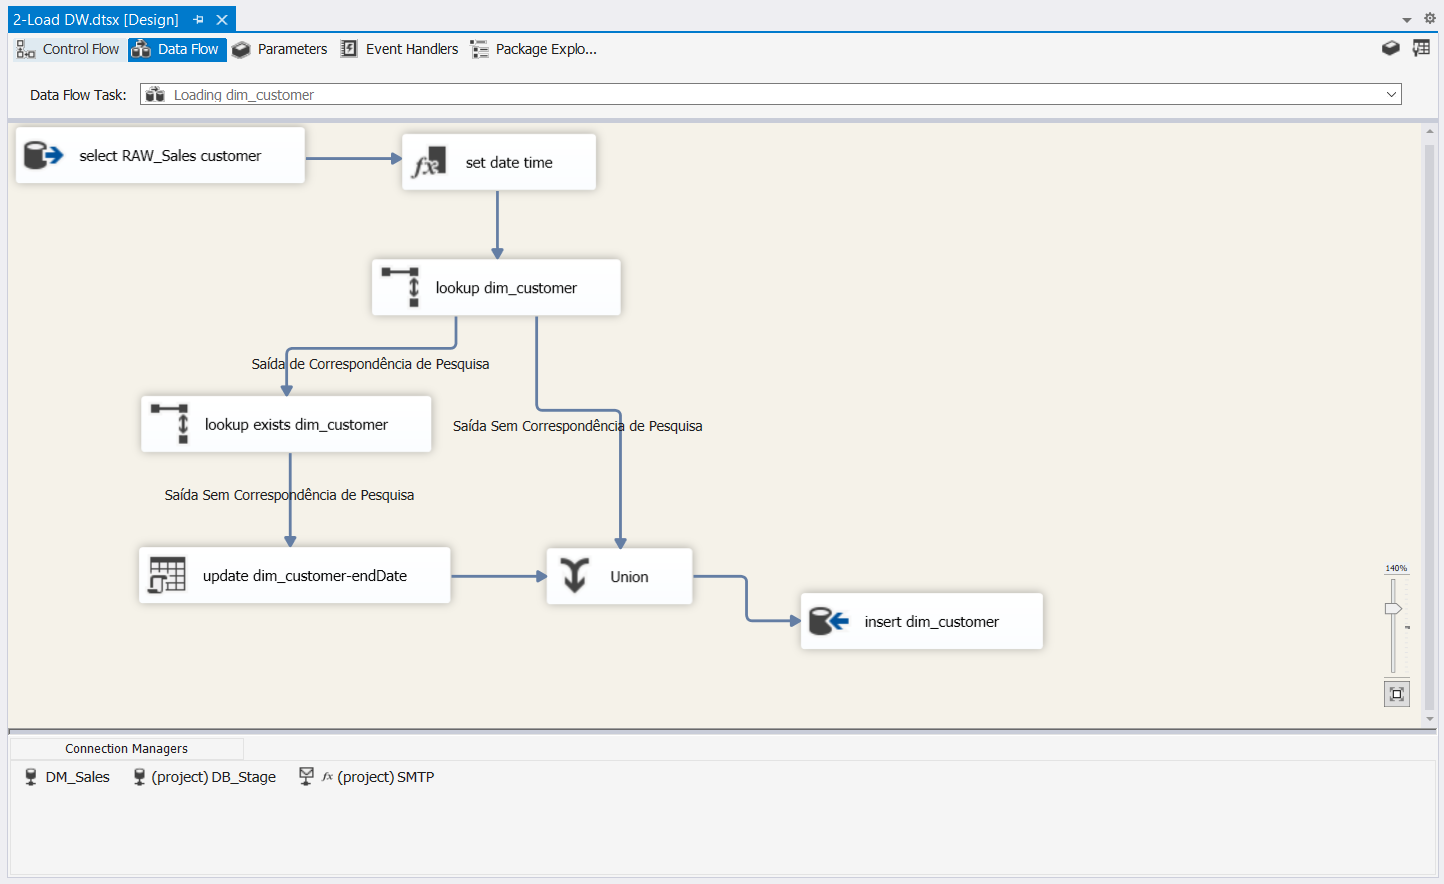 2-Load DW.dtsx [Design]
Control Flow
Data Flow
Parameters
Event Handlers
Package Explo...
Data Flow Task:
Loading dim_customer
select RAW_Sales customer
set date time
lookup dim_customer
Saída de Correspondência de Pesquisa
lookup exists dim_customer
Saída Sem Correspondência de Pesquisa
Saída Sem Correspondência de Pesquisa
update dim_customer-endDate
Union
insert dim_customer
140%
Connection Managers
DM_Sales
(project) DB_Stage
fx (project) SMTP